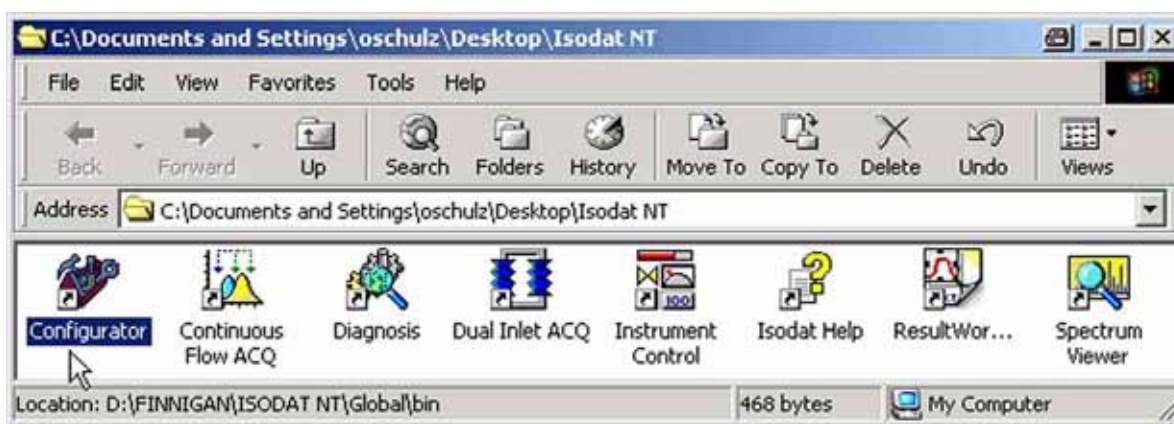 C:\Documents and Settings\oschulz\Desktop\Isodat NT
File Edit View Favorites Tools Help
Back Forward Up Search Folders History Move To Copy To Delete Undo Views
Address C:\Documents and Settings\oschulz\Desktop\Isodat NT
Configurator Continuous Flow ACQ Diagnosis Dual Inlet ACQ Instrument Control Isodat Help ResultWor... Spectrum Viewer
Location: D:\FINNIGAN\ISODAT NT\Global\bin 468 bytes My Computer